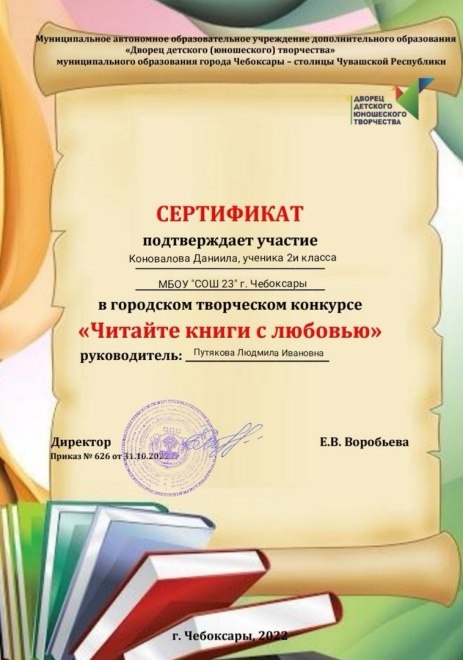 Муниципальное автономное образовательное учреждение дополнительного образования
«Дворец детского (юношеского) творчества»
муниципального образования города Чебоксары – столицы Чувашской Республики
ДВОРЕЦ
ДЕТСКОГО
ЮНОШЕСКОГО
ТВОРЧЕСТВА
СЕРТИФИКАТ
подтверждает участие
Коновалова Даниила, ученика 2и класса
МБОУ "СОШ 23" г. Чебоксары
в городском творческом конкурсе
«Читайте книги с любовью»
руководитель: Путякова Людмила Ивановна
Директор Е.В. Воробьева
Приказ № 626 от 31.10.2022
г. Чебоксары, 2022